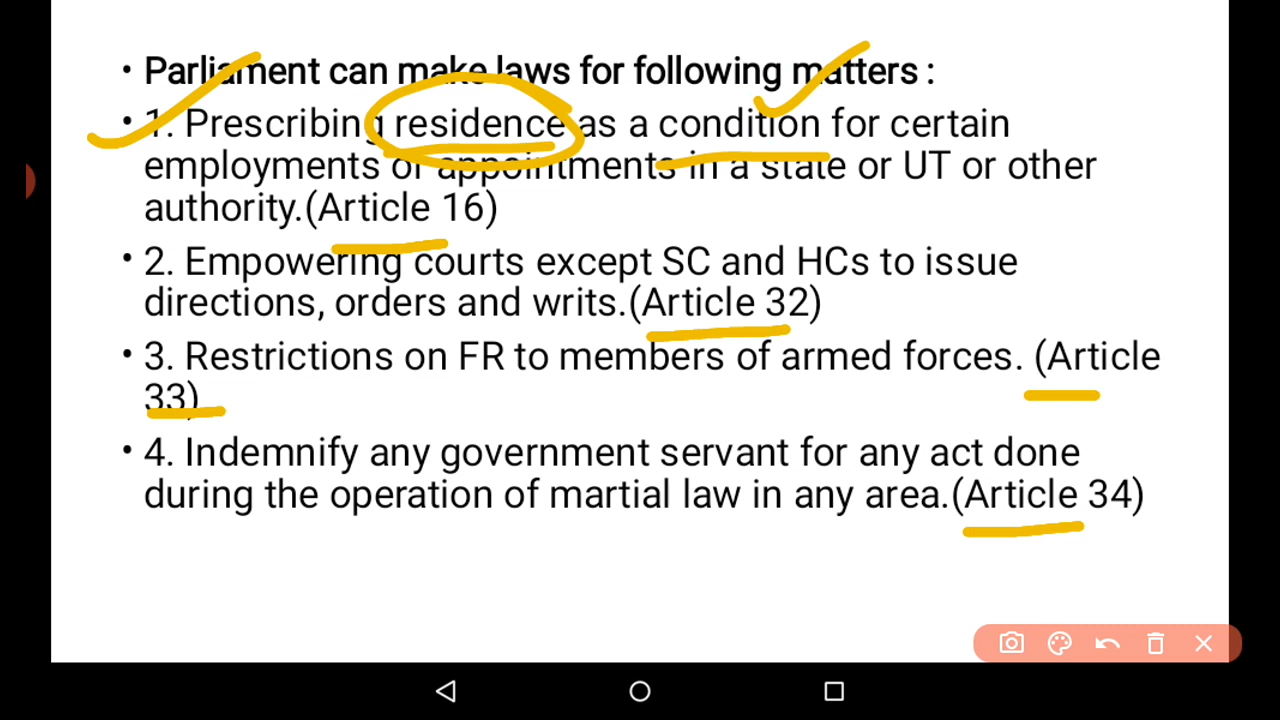 • Parliament can make laws for following matters :
• 1. Prescribing residence as a condition for certain
employments or appointments in a state or UT or other
authority.(Article 16)
• 2. Empowering courts except SC and HCs to issue
directions, orders and writs.(Article 32)
• 3. Restrictions on FR to members of armed forces. (Article
33)
• 4. Indemnify any government servant for any act done
during the operation of martial law in any area.(Article 34)